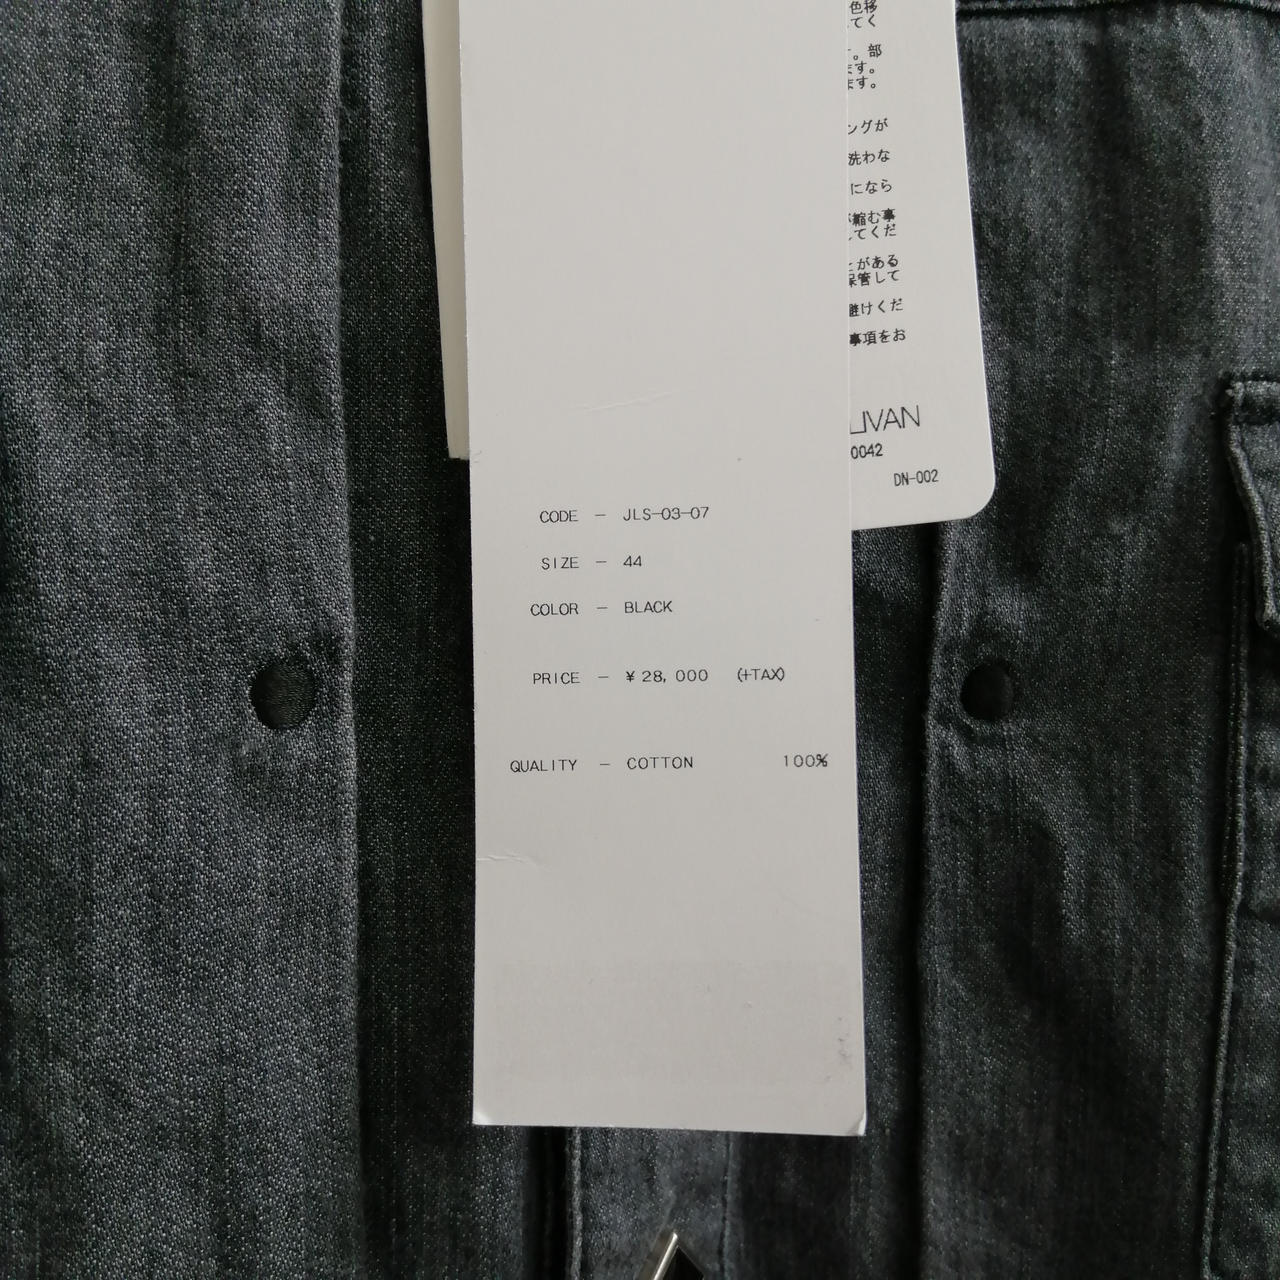 色移
てく
。部
ます。
ます。
ングが
洗わな
になら
縮む事
してくだ
とがある
保管して
避けくだ
事項をお
LIVAN
0042
DN-002
CODE — JLS-03-07
SIZE — 44
COLOR — BLACK
PRICE — ¥ 28,000 (+TAX)
QUALITY — COTTON 100%